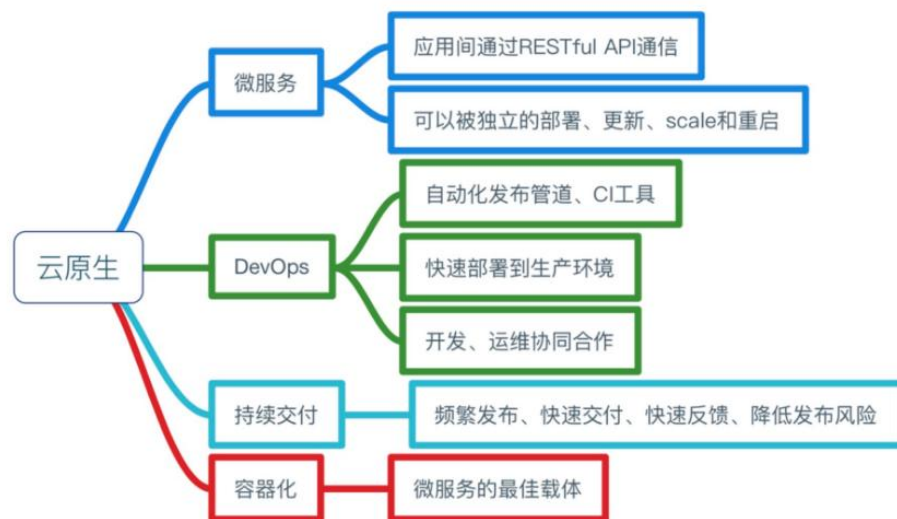 云原生
微服务
应用间通过RESTful API通信
可以被独立的部署、更新、scale和重启
DevOps
自动化发布管道、CI工具
快速部署到生产环境
开发、运维协同合作
持续交付
频繁发布、快速交付、快速反馈、降低发布风险
容器化
微服务的最佳载体